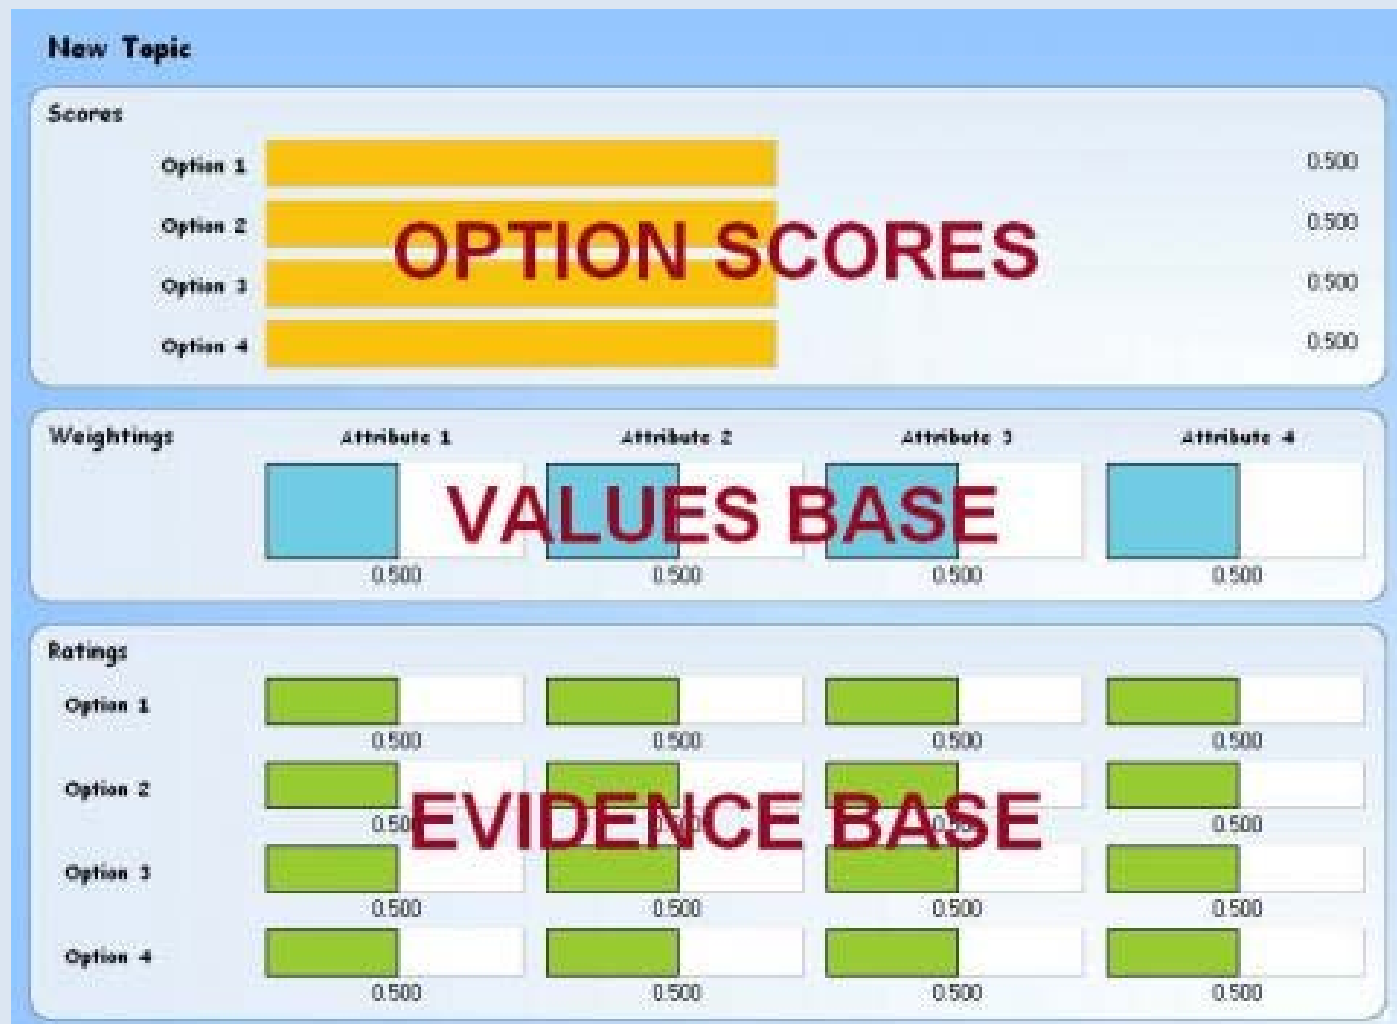 New Topic
Scores
Option 1 0.500
Option 2 0.500
OPTION SCORES
Option 3 0.500
Option 4 0.500
Weightings Attribute 1 Attribute 2 Attribute 3 Attribute 4
VALUES BASE
0.500 0.500 0.500 0.500
Ratings
Option 1
0.500 0.500 0.500 0.500
Option 2
EVIDENCE BASE
0.500
Option 3
0.500 0.500 0.500 0.500
Option 4
0.500 0.500 0.500 0.500